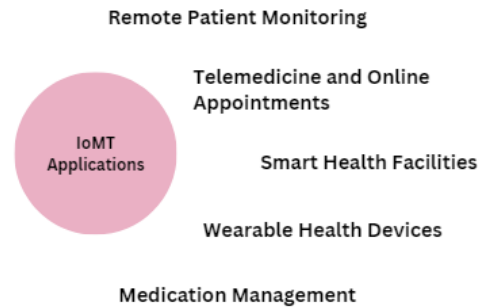 Remote Patient Monitoring
Telemedicine and Online
Appointments
IoMT
Applications
Smart Health Facilities
Wearable Health Devices
Medication Management